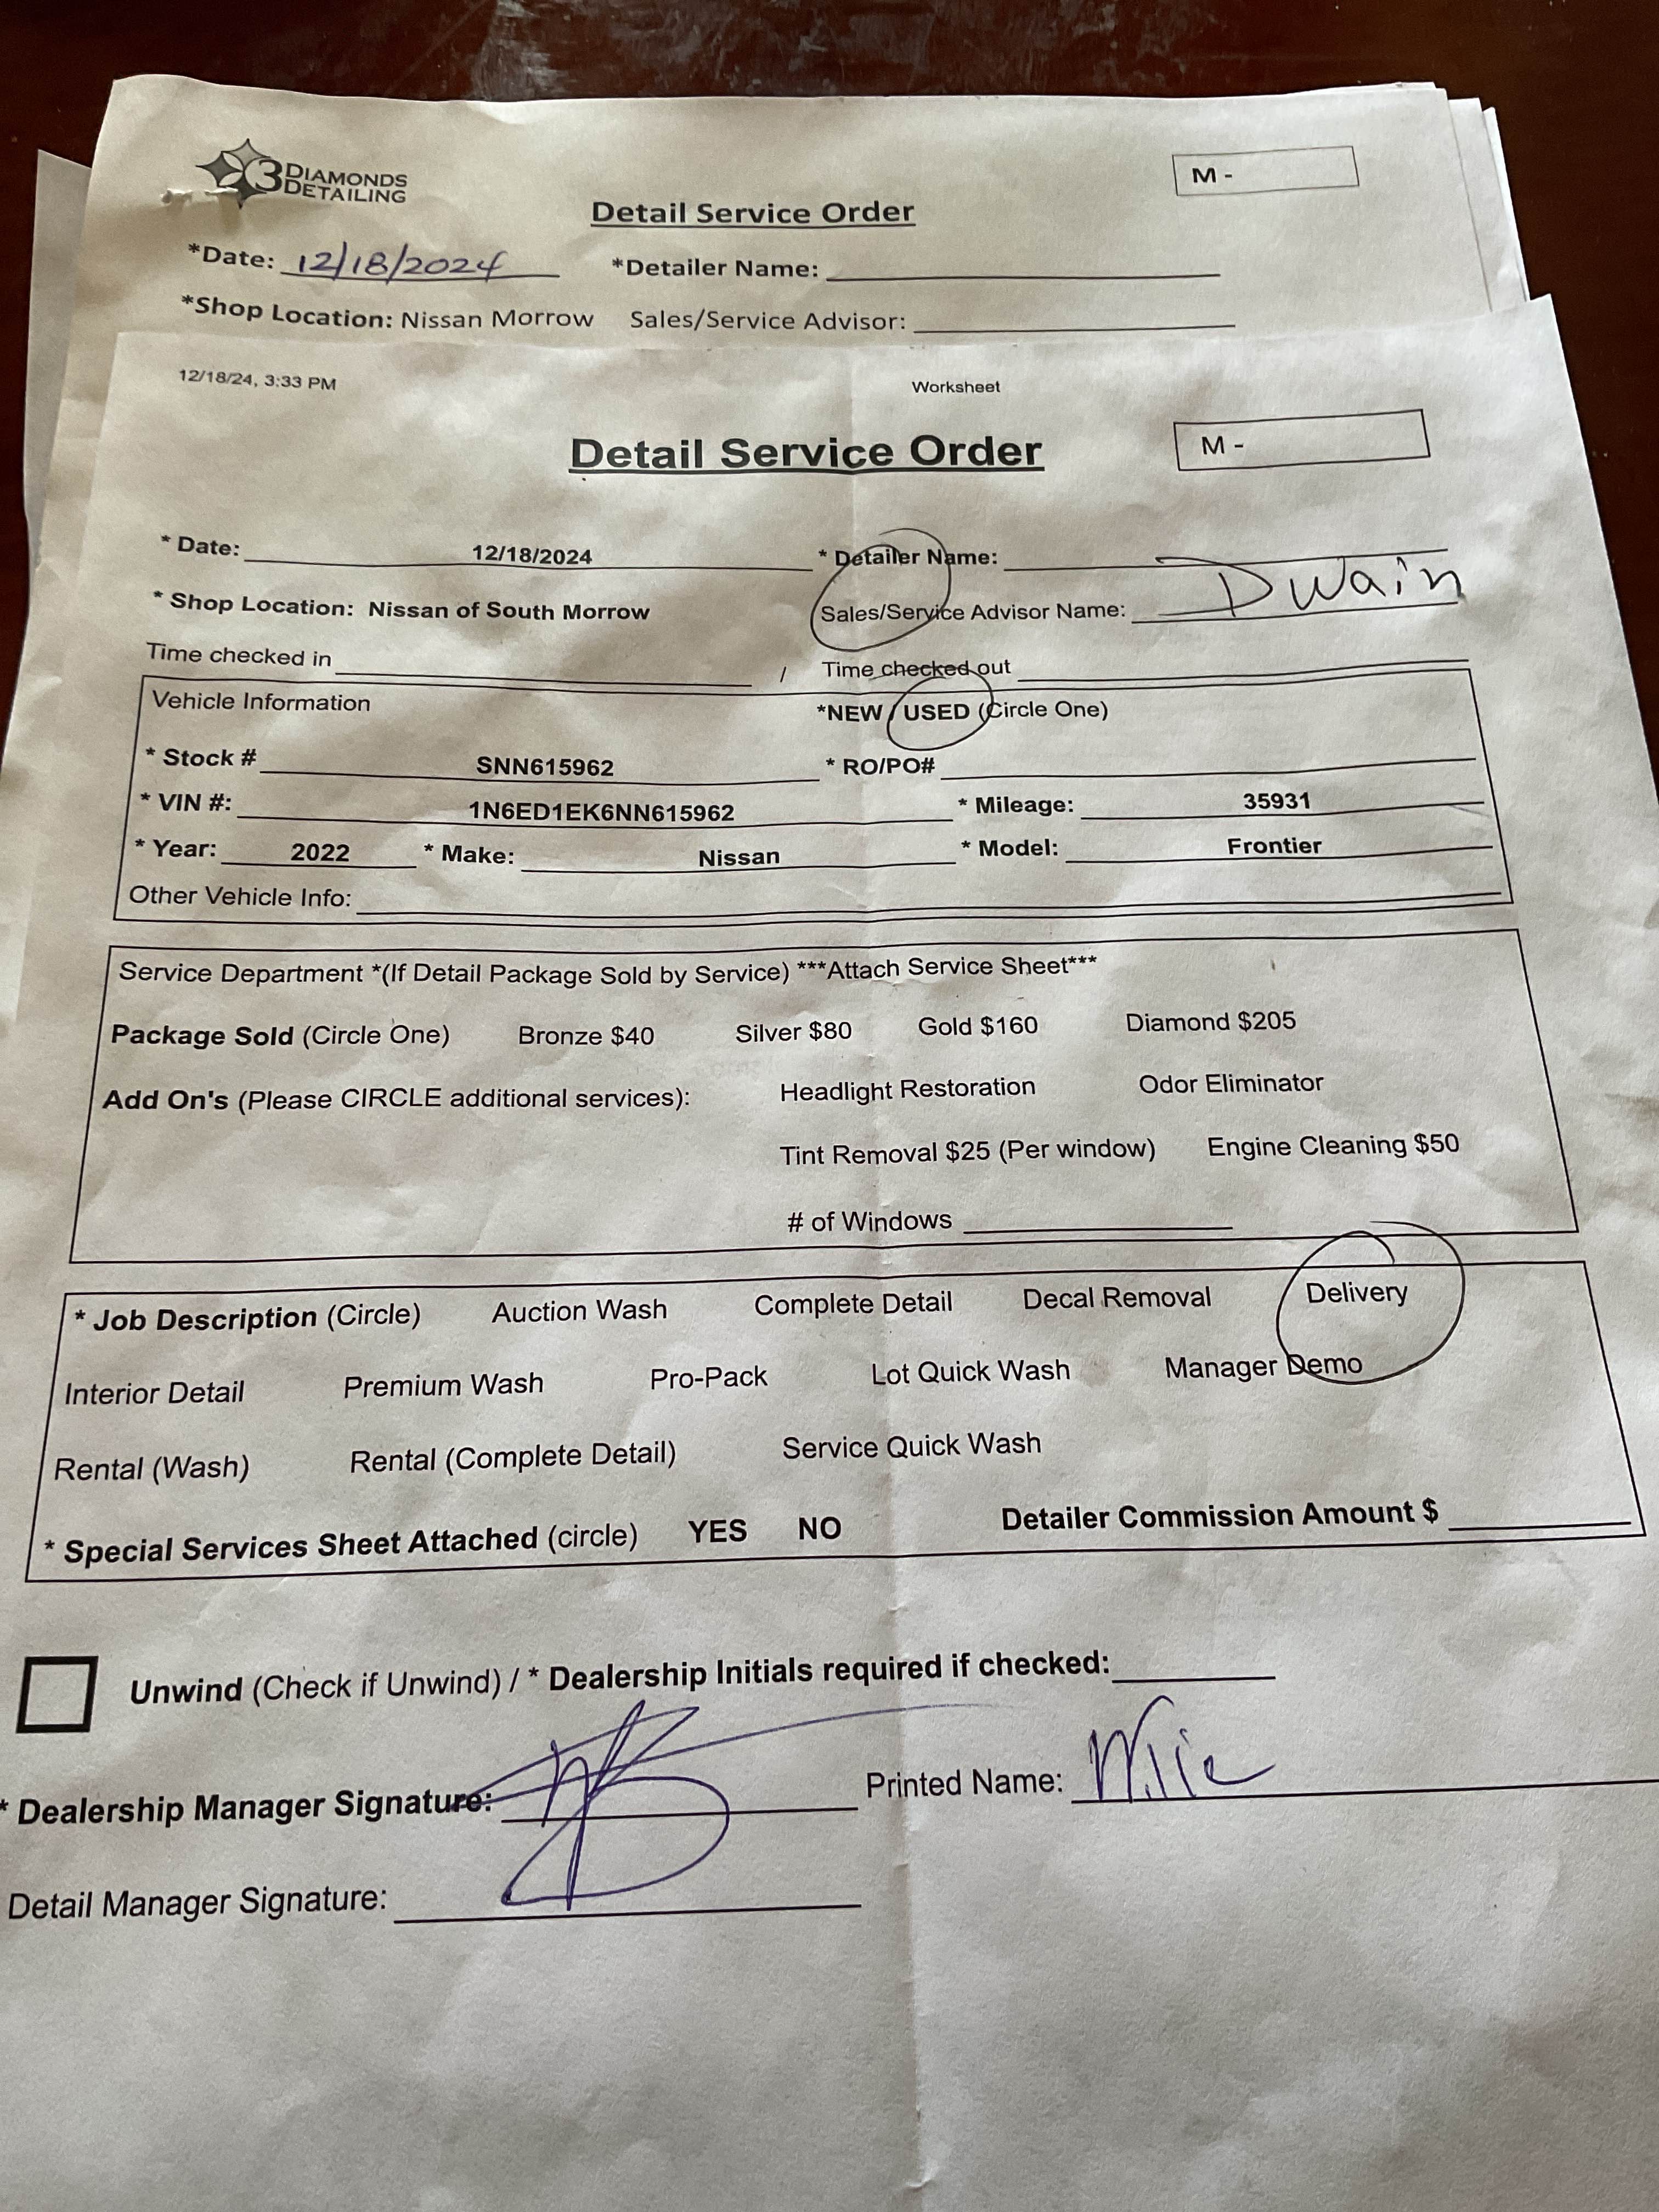 3 DIAMONDS DETAILING
M -
Detail Service Order
*Date: 12/18/2024 *Detailer Name:
*Shop Location: Nissan Morrow Sales/Service Advisor:
12/18/24, 3:33 PM Worksheet
Detail Service Order M -
* Date: 12/18/2024 * Detailer Name:
* Shop Location: Nissan of South Morrow Sales/Service Advisor Name: Dwain
Time checked in / Time checked out
Vehicle Information *NEW / USED (Circle One)
* Stock # SNN615962 * RO/PO#
* VIN #: 1N6ED1EK6NN615962 * Mileage: 35931
* Year: 2022 * Make: Nissan * Model: Frontier
Other Vehicle Info:
Service Department *(If Detail Package Sold by Service) ***Attach Service Sheet***
Package Sold (Circle One) Bronze $40 Silver $80 Gold $160 Diamond $205
Add On's (Please CIRCLE additional services): Headlight Restoration Odor Eliminator
Tint Removal $25 (Per window) Engine Cleaning $50
# of Windows
* Job Description (Circle) Auction Wash Complete Detail Decal Removal Delivery
Interior Detail Premium Wash Pro-Pack Lot Quick Wash Manager Demo
Rental (Wash) Rental (Complete Detail) Service Quick Wash
* Special Services Sheet Attached (circle) YES NO Detailer Commission Amount $
Unwind (Check if Unwind) / * Dealership Initials required if checked:
* Dealership Manager Signature: Printed Name: Willie
Detail Manager Signature: